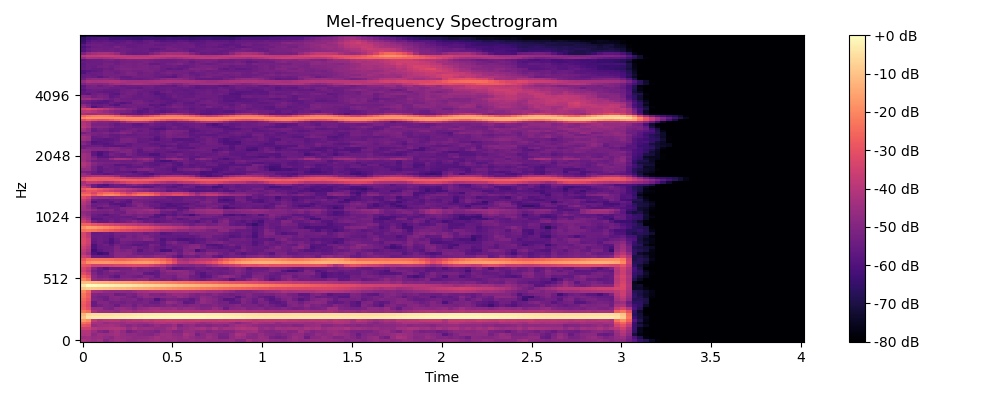 Mel-frequency Spectrogram
Hz
4096
2048
1024
512
0
0 0.5 1 1.5 2 2.5 3 3.5 4
Time
+0 dB
-10 dB
-20 dB
-30 dB
-40 dB
-50 dB
-60 dB
-70 dB
-80 dB